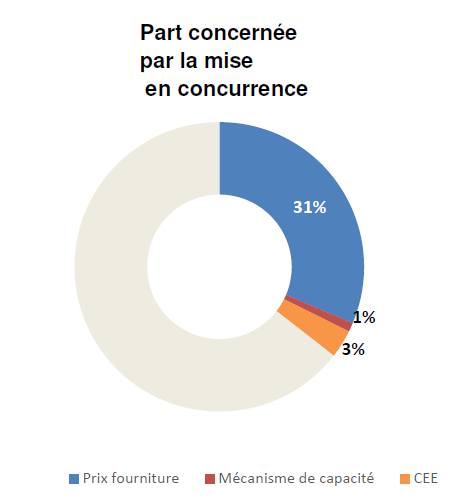 Part concernée
par la mise
en concurrence
31%
1%
3%
Prix fourniture Mécanisme de capacité CEE